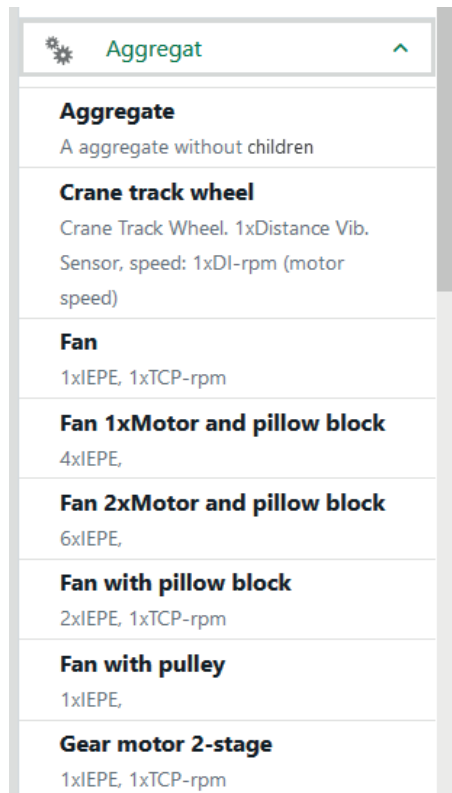 Aggregat
Aggregate
A aggregate without children
Crane track wheel
Crane Track Wheel. 1xDistance Vib.
Sensor, speed: 1xDI-rpm (motor
speed)
Fan
1xIEPE, 1xTCP-rpm
Fan 1xMotor and pillow block
4xIEPE,
Fan 2xMotor and pillow block
6xIEPE,
Fan with pillow block
2xIEPE, 1xTCP-rpm
Fan with pulley
1xIEPE,
Gear motor 2-stage
1xIEPE, 1xTCP-rpm